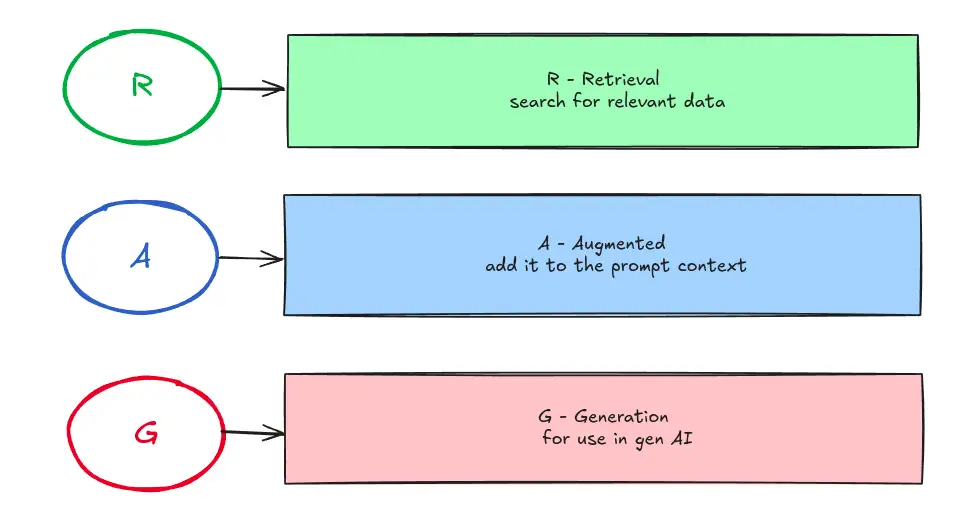 R
R - Retrieval
search for relevant data
A
A - Augmented
add it to the prompt context
G
G - Generation
for use in gen AI